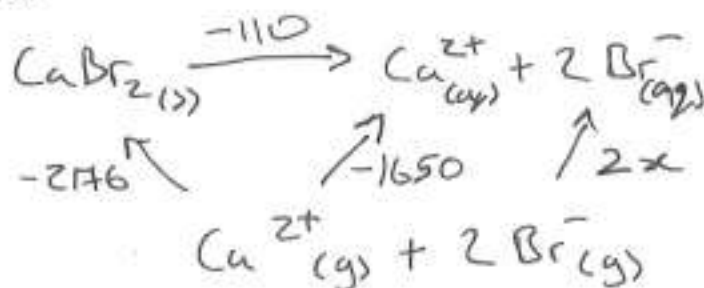 -110
CaBr2(s) → Ca2+(aq) + 2 Br-(aq)
-2176 -1650 2x
Ca2+(g) + 2 Br-(g)